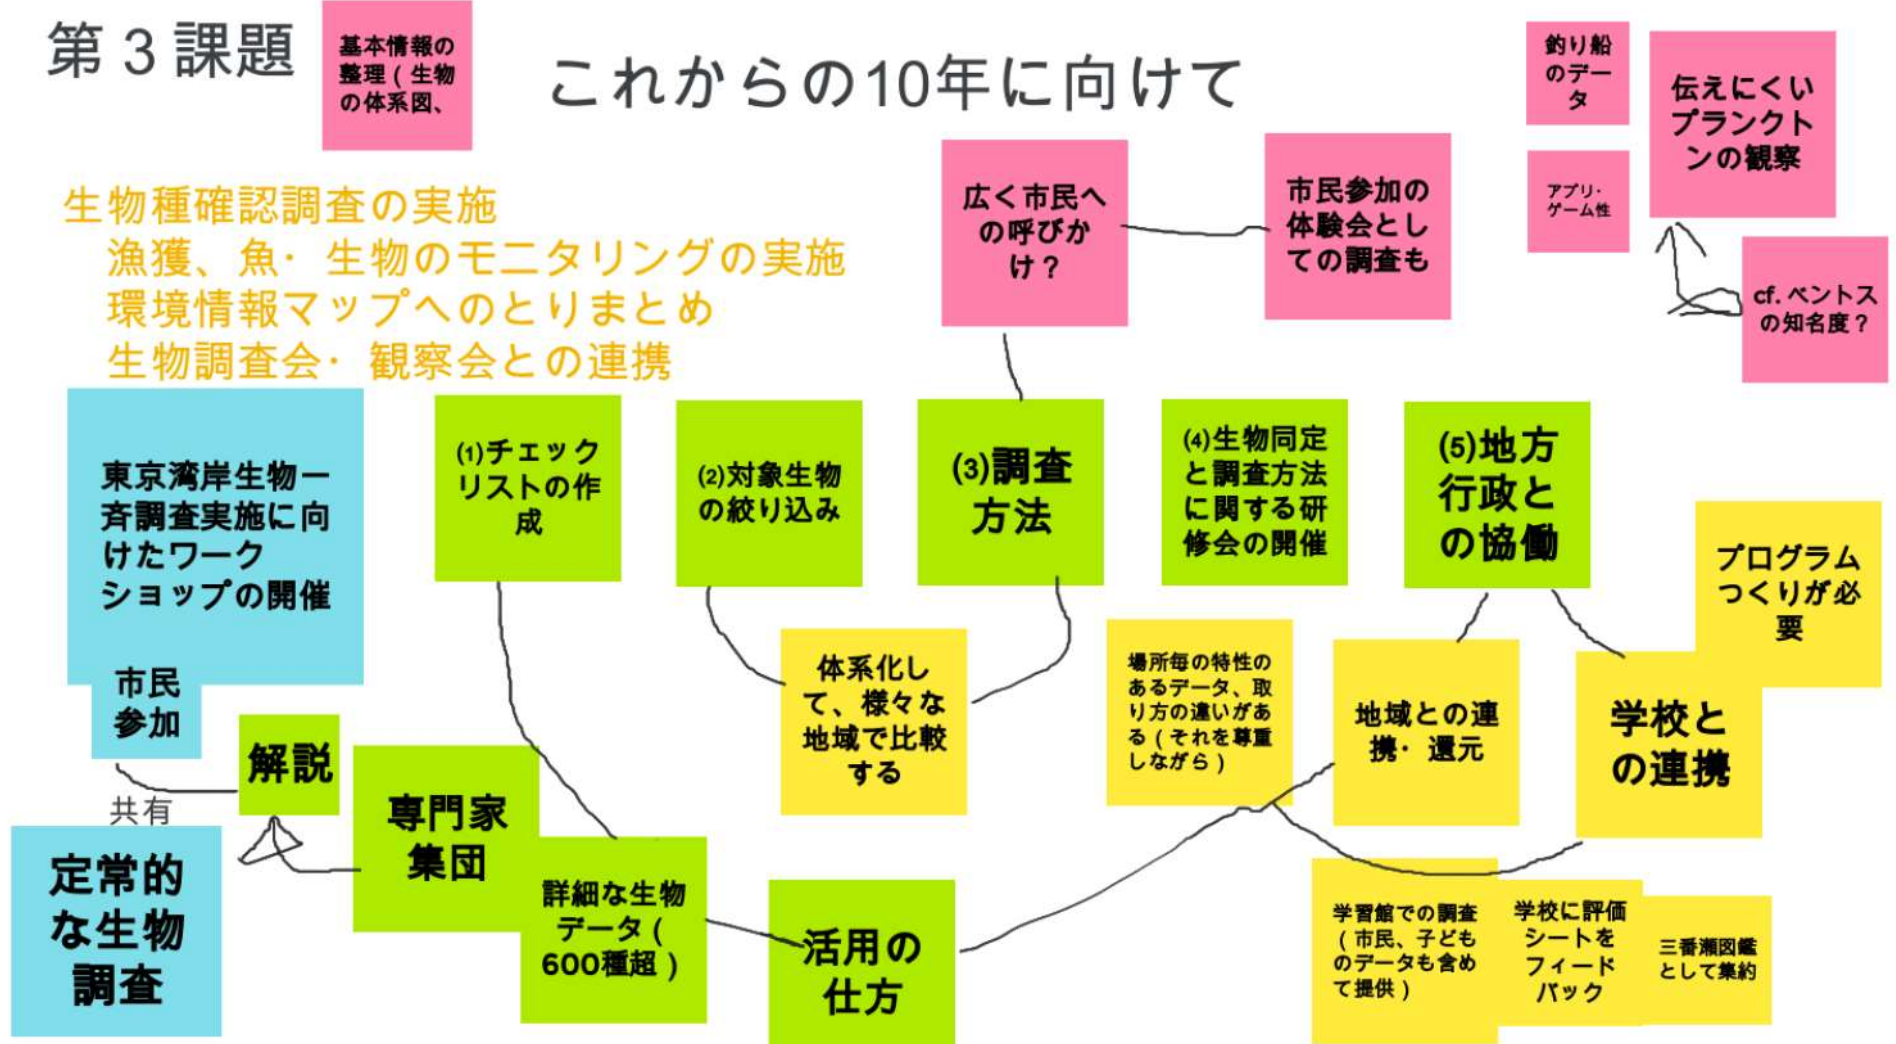 第３課題
基本情報の
整理（生物
の体系図、
これからの10年に向けて
釣り船
のデー
タ
伝えにくい
プランクト
ンの観察
アプリ・
ゲーム性
cf. ベントス
の知名度？
広く市民へ
の呼びか
け？
市民参加の
体験会とし
ての調査も
生物種確認調査の実施
漁獲、魚・生物のモニタリングの実施
環境情報マップへのとりまとめ
生物調査会・観察会との連携
東京湾岸生物一
斉調査実施に向
けたワーク
ショップの開催
(1)チェック
リストの作
成
(2)対象生物
の絞り込み
(3)調査
方法
(4)生物同定
と調査方法
に関する研
修会の開催
(5)地方
行政と
の協働
プログラム
つくりが必
要
市民
参加
解説
共有
定常的
な生物
調査
専門家
集団
詳細な生物
データ（
600種超）
体系化し
て、様々な
地域で比較
する
活用の
仕方
場所毎の特性の
あるデータ、取
り方の違いがあ
る（それを尊重
しながら）
地域との連
携・還元
学校と
の連携
学習館での調査
（市民、子ども
のデータも含め
て提供）
学校に評価
シートを
フィード
バック
三番瀬図鑑
として集約